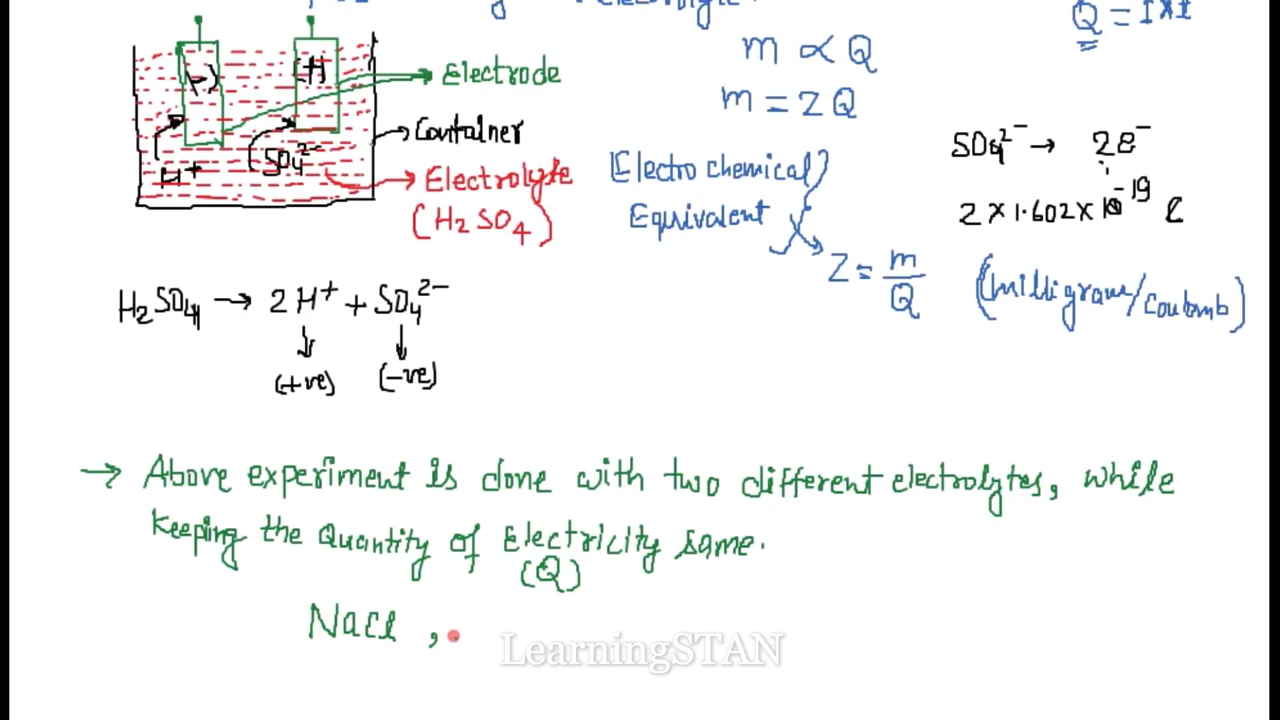 Q = I x t
m ∝ Q
m = Z Q
(-)
(+)
Electrode
Container
H+
SO4 2-
Electrolyte
(H2SO4)
(Electro chemical)
Equivalent
Z = m/Q (milligram/coulomb)
SO4 2- → 2e-
2 x 1.602 x 10 -19 C
H2SO4 → 2H+ + SO4 2-
(+ve) (-ve)
→ Above experiment is done with two different electrolytes, while
keeping the Quantity of Electricity same.
(Q)
NaCl ,
LearningSTAN